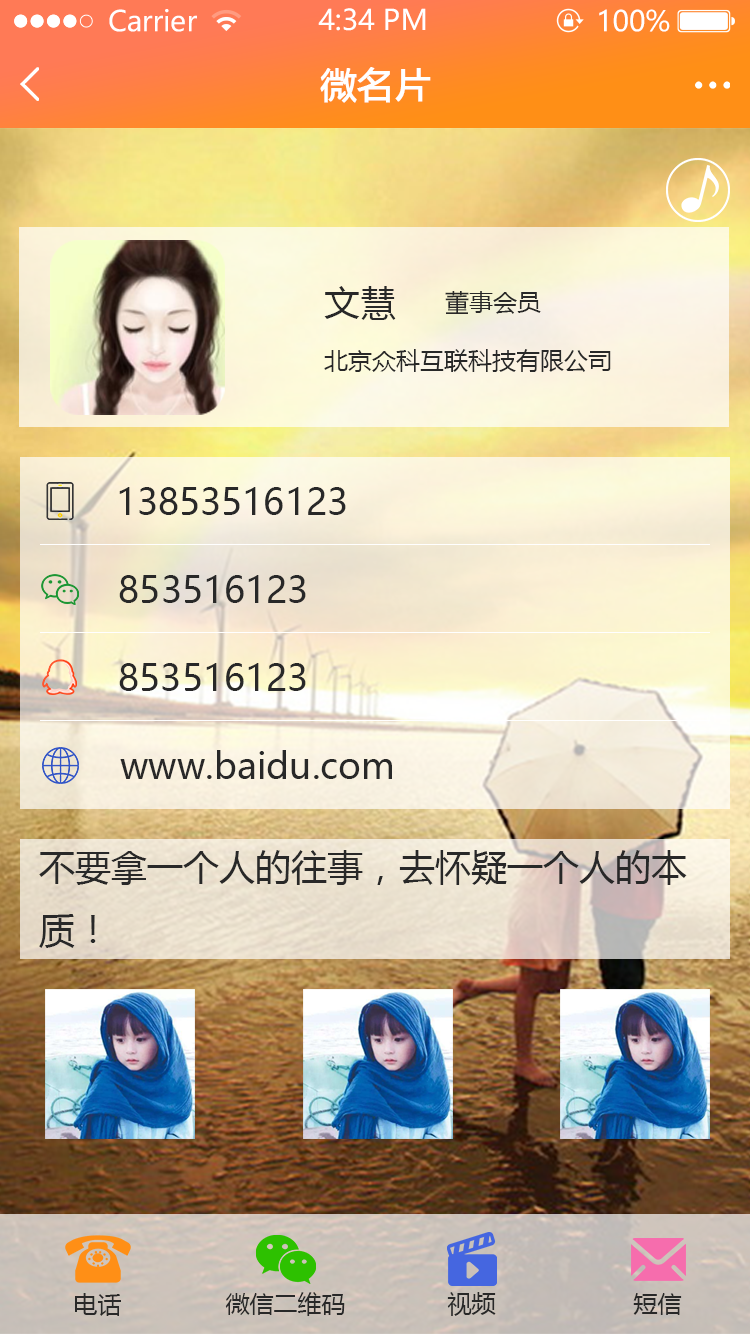 Carrier 4:34 PM 100%
微名片
文慧 董事会员
北京众科互联科技有限公司
13853516123
853516123
853516123
www.baidu.com
不要拿一个人的往事，去怀疑一个人的本
质！
电话 微信二维码 视频 短信